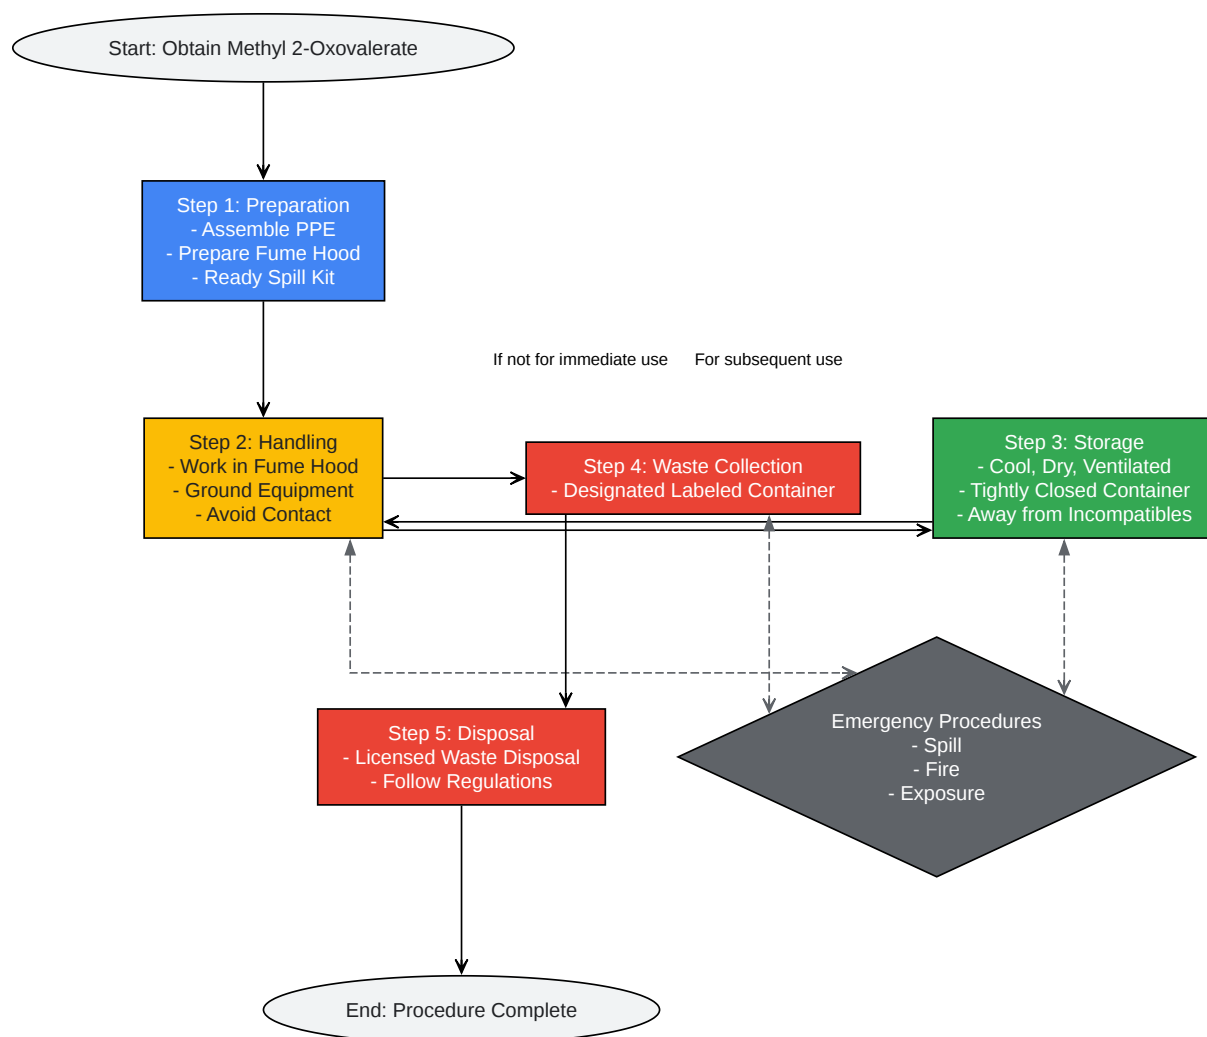 Start: Obtain Methyl 2-Oxovalerate
Step 1: Preparation
- Assemble PPE
- Prepare Fume Hood
- Ready Spill Kit
If not for immediate use
For subsequent use
Step 2: Handling
- Work in Fume Hood
- Ground Equipment
- Avoid Contact
Step 4: Waste Collection
- Designated Labeled Container
Step 3: Storage
- Cool, Dry, Ventilated
- Tightly Closed Container
- Away from Incompatibles
Step 5: Disposal
- Licensed Waste Disposal
- Follow Regulations
Emergency Procedures
- Spill
- Fire
- Exposure
End: Procedure Complete